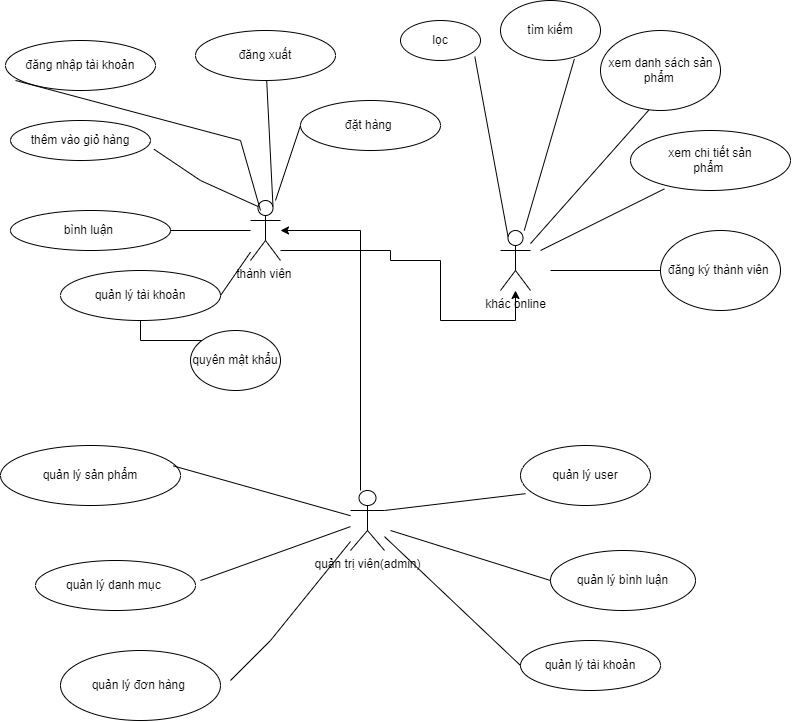 đăng nhập tài khoản
đăng xuất
lọc
tìm kiếm
xem danh sách sản
phẩm
thêm vào giỏ hàng
đặt hàng
xem chi tiết sản
phẩm
bình luận
thành viên
đăng ký thành viên
quản lý tài khoản
khác online
quyên mật khẩu
quản lý sản phẩm
quản lý user
quản trị viên(admin)
quản lý danh mục
quản lý bình luận
quản lý đơn hàng
quản lý tài khoản